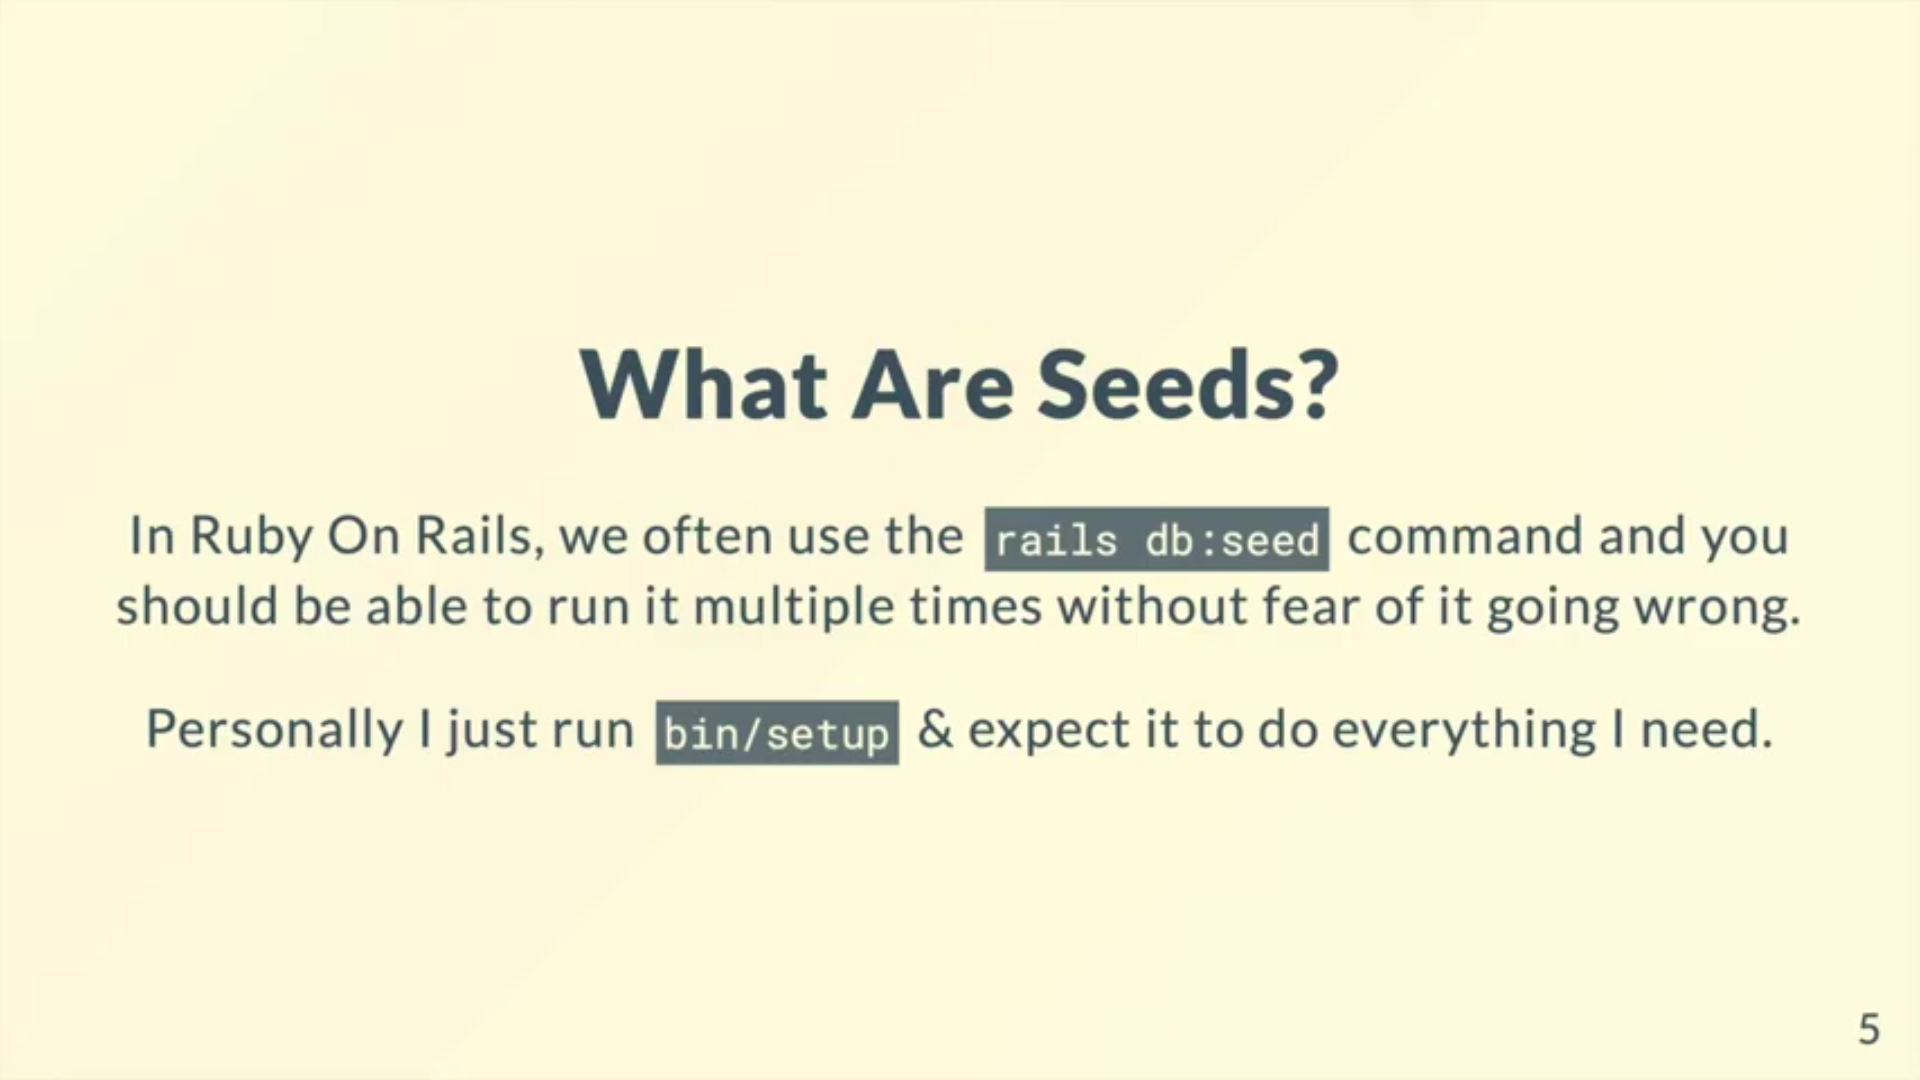 What Are Seeds?
In Ruby On Rails, we often use the rails db:seed command and you
should be able to run it multiple times without fear of it going wrong.
Personally I just run bin/setup & expect it to do everything I need.
5